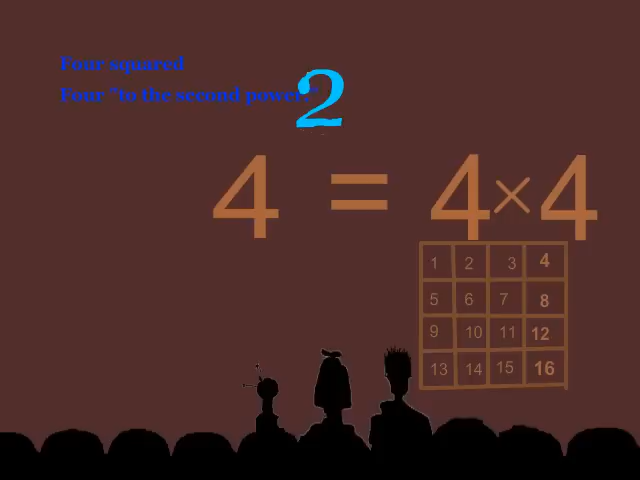 Four squared
Four "to the second power."
2
4 = 4×4
1 2 3 4
5 6 7 8
9 10 11 12
13 14 15 16